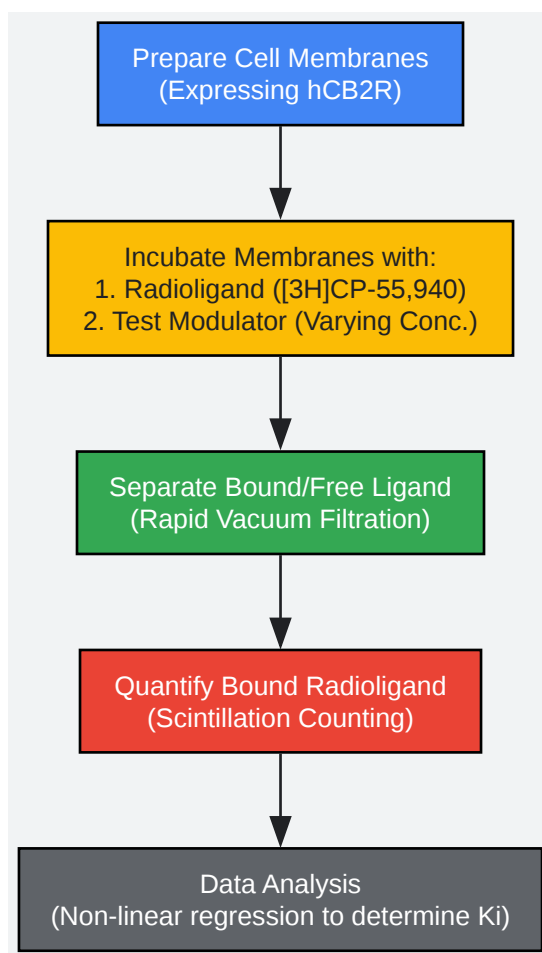 Prepare Cell Membranes
(Expressing hCB2R)
Incubate Membranes with:
1. Radioligand ([3H]CP-55,940)
2. Test Modulator (Varying Conc.)
Separate Bound/Free Ligand
(Rapid Vacuum Filtration)
Quantify Bound Radioligand
(Scintillation Counting)
Data Analysis
(Non-linear regression to determine Ki)